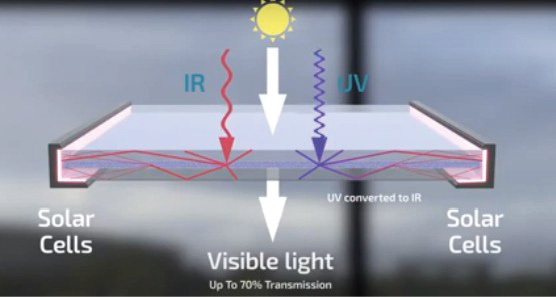 IR
UV
UV converted to IR
Solar
Cells
Solar
Cells
Visible light
Up To 70% Transmission